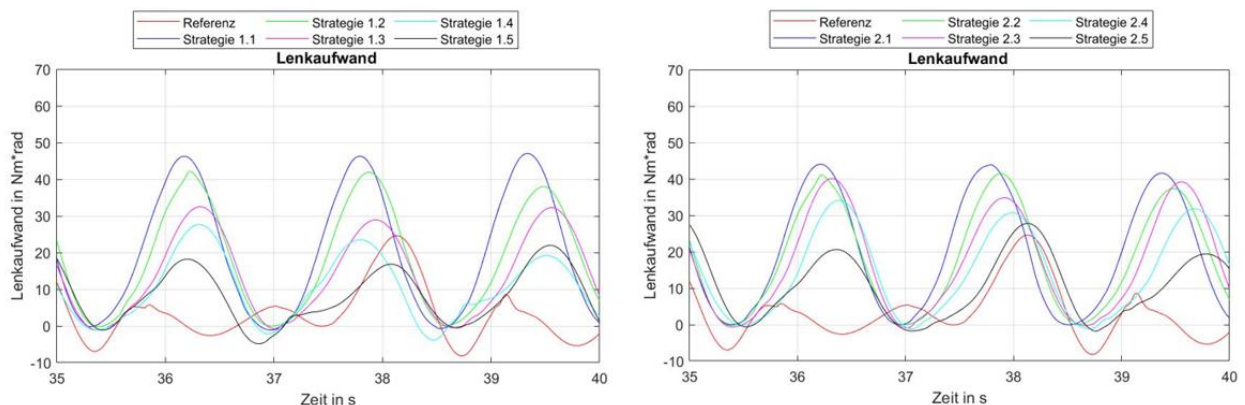 Referenz Strategie 1.2 Strategie 1.4
Strategie 1.1 Strategie 1.3 Strategie 1.5
Lenkaufwand
70
60
50
40
30
20
10
0
-10
Lenkaufwand in Nm*rad
35 36 37 38 39 40
Zeit in s
Referenz Strategie 2.2 Strategie 2.4
Strategie 2.1 Strategie 2.3 Strategie 2.5
Lenkaufwand
70
60
50
40
30
20
10
0
-10
Lenkaufwand in Nm*rad
35 36 37 38 39 40
Zeit in s